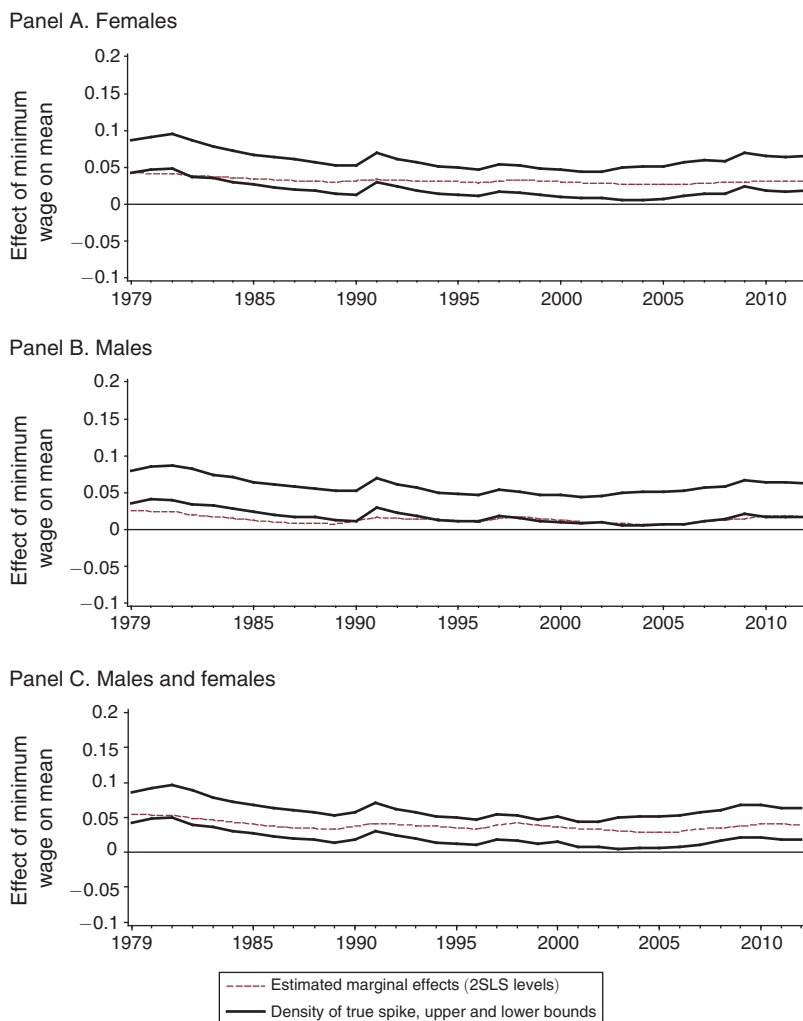 Panel A. Females
Effect of minimum
wage on mean
0.2
0.15
0.1
0.05
0
−0.05
−0.1
1979 1985 1990 1995 2000 2005 2010
Panel B. Males
Effect of minimum
wage on mean
0.2
0.15
0.1
0.05
0
−0.05
−0.1
1979 1985 1990 1995 2000 2005 2010
Panel C. Males and females
Effect of minimum
wage on mean
0.2
0.15
0.1
0.05
0
−0.05
−0.1
1979 1985 1990 1995 2000 2005 2010
Estimated marginal effects (2SLS levels)
Density of true spike, upper and lower bounds